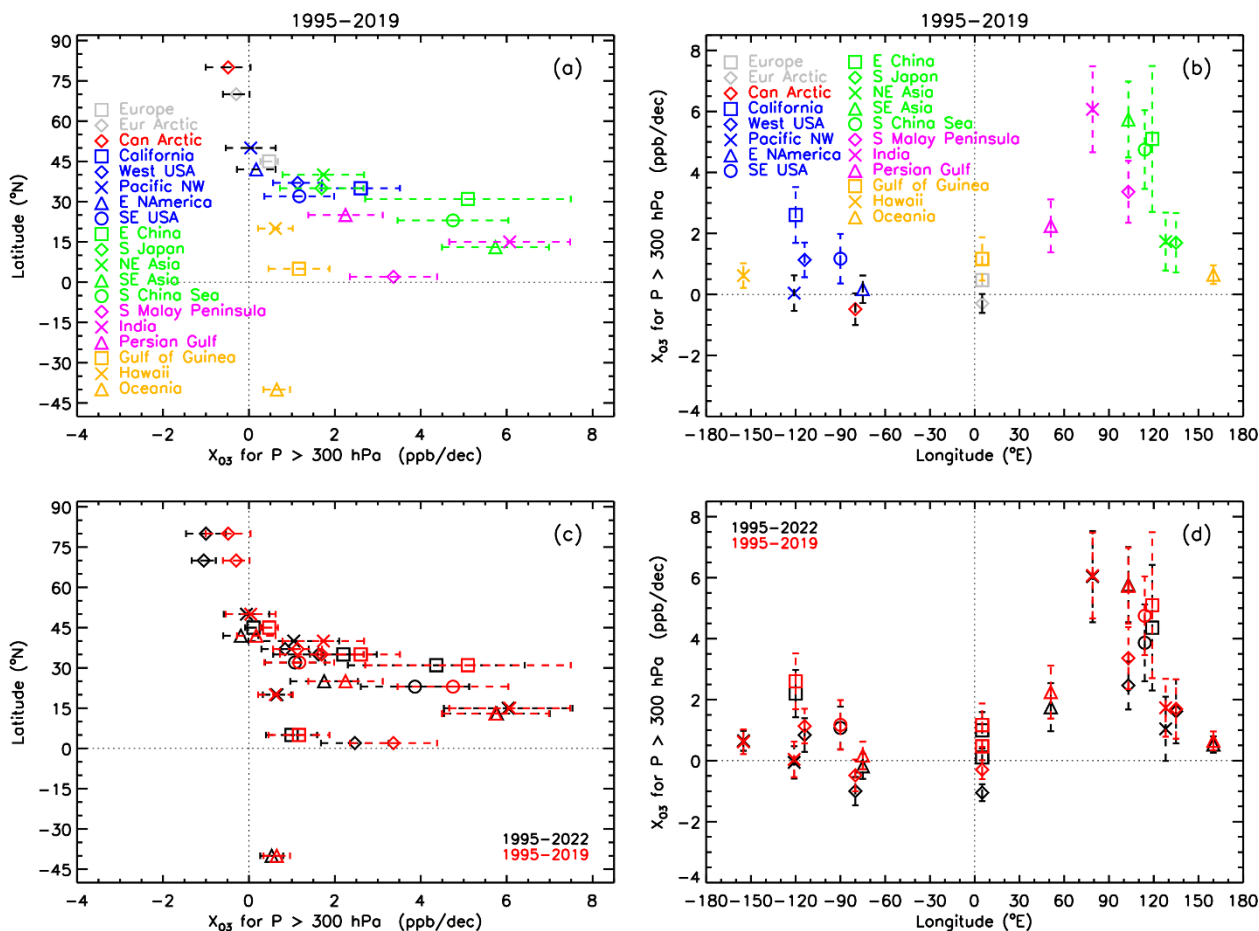 1995-2019
(a)
90
75
60
45
30
15
0
-15
-30
-45
Latitude (°N)
Europe
Eur Arctic
Can Arctic
California
West USA
Pacific NW
E NAmerica
SE USA
E China
S Japan
NE Asia
SE Asia
S China Sea
S Malay Peninsula
India
Persian Gulf
Gulf of Guinea
Hawaii
Oceania
-4 -2 0 2 4 6 8
X_O3 for P > 300 hPa (ppb/dec)
1995-2019
(b)
8
6
4
2
0
-2
-4
X_O3 for P > 300 hPa (ppb/dec)
Europe
Eur Arctic
Can Arctic
California
West USA
Pacific NW
E NAmerica
SE USA
E China
S Japan
NE Asia
SE Asia
S China Sea
S Malay Peninsula
India
Persian Gulf
Gulf of Guinea
Hawaii
Oceania
-180 -150 -120 -90 -60 -30 0 30 60 90 120 150 180
Longitude (°E)
(c)
90
75
60
45
30
15
0
-15
-30
-45
Latitude (°N)
1995-2022
1995-2019
-4 -2 0 2 4 6 8
X_O3 for P > 300 hPa (ppb/dec)
(d)
1995-2022
1995-2019
8
6
4
2
0
-2
-4
X_O3 for P > 300 hPa (ppb/dec)
-180 -150 -120 -90 -60 -30 0 30 60 90 120 150 180
Longitude (°E)